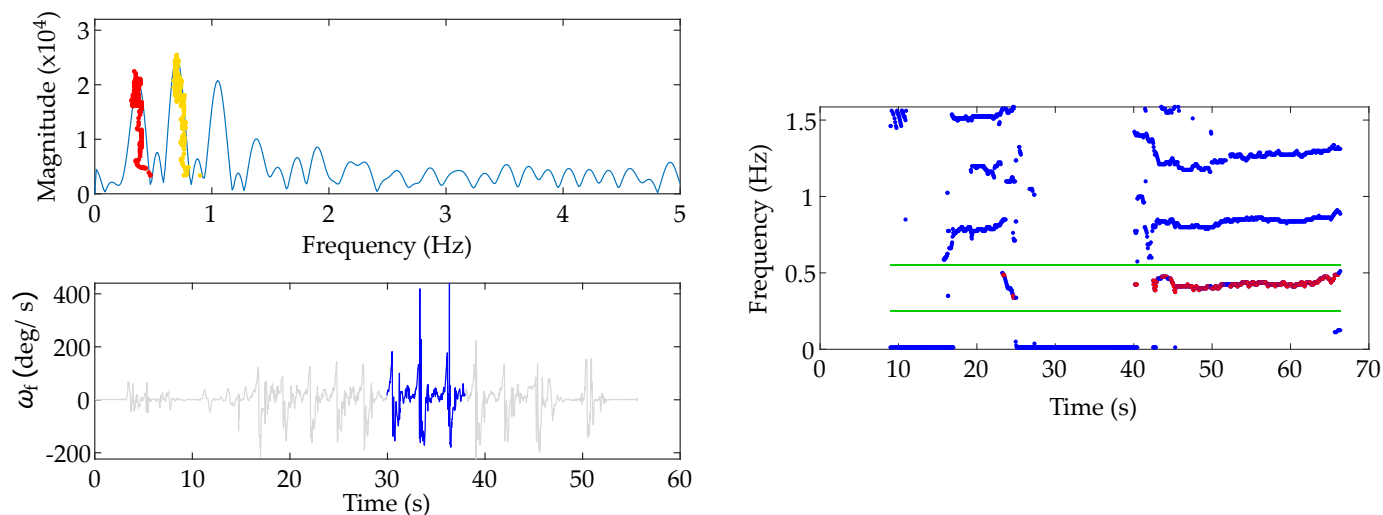 Magnitude (x10⁴)
3
2
1
0
0 1 2 3 4 5
Frequency (Hz)
ωf (deg/ s)
400
200
0
-200
0 10 20 30 40 50 60
Time (s)
Frequency (Hz)
1.5
1
0.5
0
0 10 20 30 40 50 60 70
Time (s)